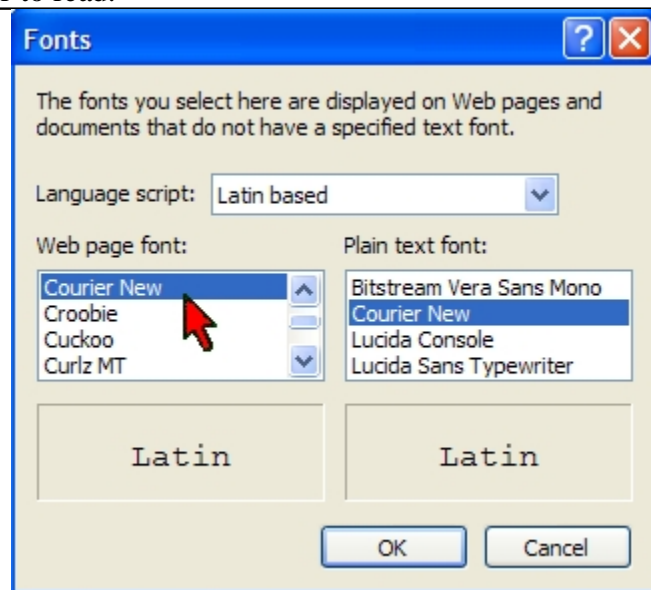 to read.
Fonts
The fonts you select here are displayed on Web pages and
documents that do not have a specified text font.
Language script: Latin based
Web page font: Plain text font:
Courier New
Croobie
Cuckoo
Curlz MT
Bitstream Vera Sans Mono
Courier New
Lucida Console
Lucida Sans Typewriter
Latin Latin
OK Cancel